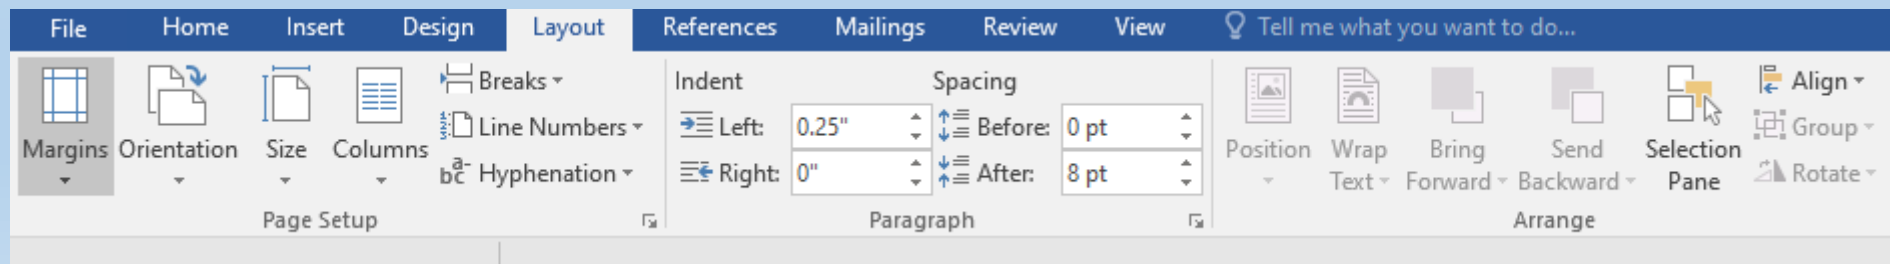 File Home Insert Design Layout References Mailings Review View Tell me what you want to do...
Margins Orientation Size Columns
Breaks
Line Numbers
Hyphenation
Page Setup
Indent Spacing
Left: 0.25" Before: 0 pt
Right: 0" After: 8 pt
Paragraph
Position
Wrap
Text
Bring
Forward
Send
Backward
Selection
Pane
Align
Group
Rotate
Arrange